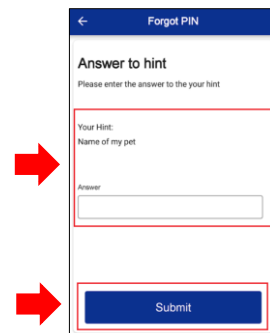 Forgot PIN
Answer to hint
Please enter the answer to the your hint
Your Hint:
Name of my pet
Answer
Submit